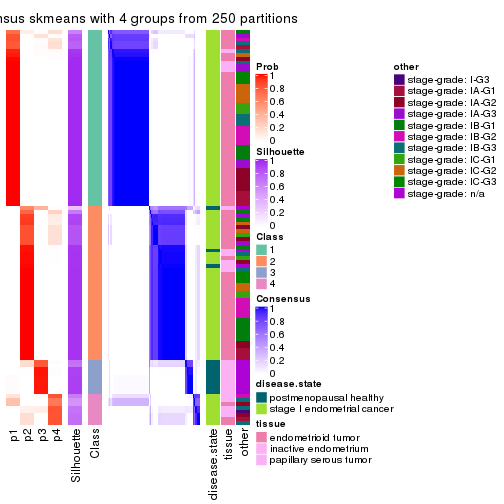 sus skmeans with 4 groups from 250 partitions
Prob
1
0.8
0.6
0.4
0.2
0
Silhouette
1
0.8
0.6
0.4
0.2
0
Class
1
2
3
4
Consensus
1
0.8
0.6
0.4
0.2
0
disease.state
postmenopausal healthy
stage I endometrial cancer
tissue
endometrioid tumor
inactive endometrium
papillary serous tumor
other
stage-grade: I-G3
stage-grade: IA-G1
stage-grade: IA-G2
stage-grade: IA-G3
stage-grade: IB-G1
stage-grade: IB-G2
stage-grade: IB-G3
stage-grade: IC-G1
stage-grade: IC-G2
stage-grade: IC-G3
stage-grade: n/a
p1
p2
p3
p4
Silhouette
Class
disease.state
tissue
other